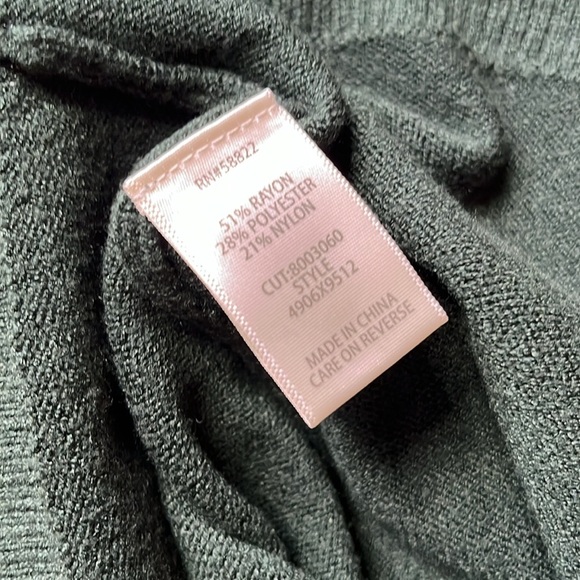 RN#58822
51% RAYON
28% POLYESTER
21% NYLON
CUT-8003060
STYLE
4906X9512
MADE IN CHINA
CARE ON REVERSE